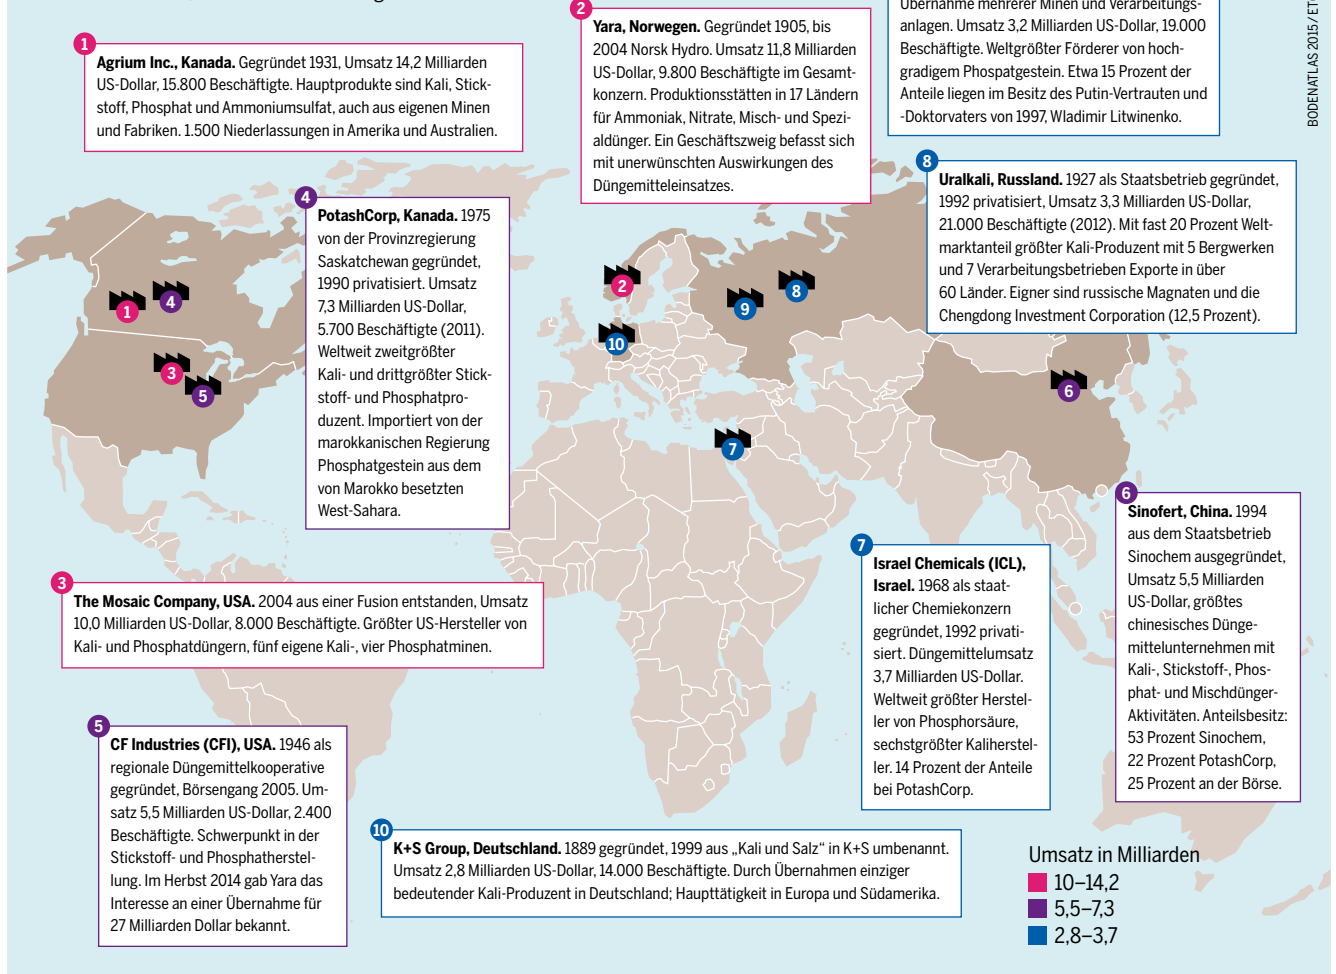 Übernahme mehrerer Minen und Verarbeitungs-
anlagen. Umsatz 3,2 Milliarden US-Dollar, 19.000
Beschäftigte. Weltgrößter Förderer von hoch-
gradigem Phospatgestein. Etwa 15 Prozent der
Anteile liegen im Besitz des Putin-Vertrauten und
-Doktorvaters von 1997, Wladimir Litwinenko.
BODENATLAS 2015 / ET
2
Yara, Norwegen. Gegründet 1905, bis
2004 Norsk Hydro. Umsatz 11,8 Milliarden
US-Dollar, 9.800 Beschäftigte im Gesamt-
konzern. Produktionsstätten in 17 Ländern
für Ammoniak, Nitrate, Misch- und Spezi-
aldünger. Ein Geschäftszweig befasst sich
mit unerwünschten Auswirkungen des
Düngemitteleinsatzes.
1
Agrium Inc., Kanada. Gegründet 1931, Umsatz 14,2 Milliarden
US-Dollar, 15.800 Beschäftigte. Hauptprodukte sind Kali, Stick-
stoff, Phosphat und Ammoniumsulfat, auch aus eigenen Minen
und Fabriken. 1.500 Niederlassungen in Amerika und Australien.
8
Uralkali, Russland. 1927 als Staatsbetrieb gegründet,
1992 privatisiert, Umsatz 3,3 Milliarden US-Dollar,
21.000 Beschäftigte (2012). Mit fast 20 Prozent Welt-
marktanteil größter Kali-Produzent mit 5 Bergwerken
und 7 Verarbeitungsbetrieben Exporte in über
60 Länder. Eigner sind russische Magnaten und die
Chengdong Investment Corporation (12,5 Prozent).
4
PotashCorp, Kanada. 1975
von der Provinzregierung
Saskatchewan gegründet,
1990 privatisiert. Umsatz
7,3 Milliarden US-Dollar,
5.700 Beschäftigte (2011).
Weltweit zweitgrößter
Kali- und drittgrößter Stick-
stoff- und Phosphatpro-
duzent. Importiert von der
marokkanischen Regierung
Phosphatgestein aus dem
von Marokko besetzten
West-Sahara.
1
4
3
5
2
10
9
8
7
6
6
Sinofert, China. 1994
aus dem Staatsbetrieb
Sinochem ausgegründet,
Umsatz 5,5 Milliarden
US-Dollar, größtes
chinesisches Dünge-
mittelunternehmen mit
Kali-, Stickstoff-, Phos-
phat- und Mischdünger-
Aktivitäten. Anteilsbesitz:
53 Prozent Sinochem,
22 Prozent PotashCorp,
25 Prozent an der Börse.
7
Israel Chemicals (ICL),
Israel. 1968 als staat-
licher Chemiekonzern
gegründet, 1992 privati-
siert. Düngemittelumsatz
3,7 Milliarden US-Dollar.
Weltweit größter Herstel-
ler von Phosphorsäure,
sechstgrößter Kaliherstel-
ler. 14 Prozent der Anteile
bei PotashCorp.
3
The Mosaic Company, USA. 2004 aus einer Fusion entstanden, Umsatz
10,0 Milliarden US-Dollar, 8.000 Beschäftigte. Größter US-Hersteller von
Kali- und Phosphatdüngern, fünf eigene Kali-, vier Phosphatminen.
5
CF Industries (CFI), USA. 1946 als
regionale Düngemittelkooperative
gegründet, Börsengang 2005. Um-
satz 5,5 Milliarden US-Dollar, 2.400
Beschäftigte. Schwerpunkt in der
Stickstoff- und Phosphatherstel-
lung. Im Herbst 2014 gab Yara das
Interesse an einer Übernahme für
27 Milliarden Dollar bekannt.
10
K+S Group, Deutschland. 1889 gegründet, 1999 aus „Kali und Salz“ in K+S umbenannt.
Umsatz 2,8 Milliarden US-Dollar, 14.000 Beschäftigte. Durch Übernahmen einziger
bedeutender Kali-Produzent in Deutschland; Haupttätigkeit in Europa und Südamerika.
Umsatz in Milliarden
10–14,2
5,5–7,3
2,8–3,7